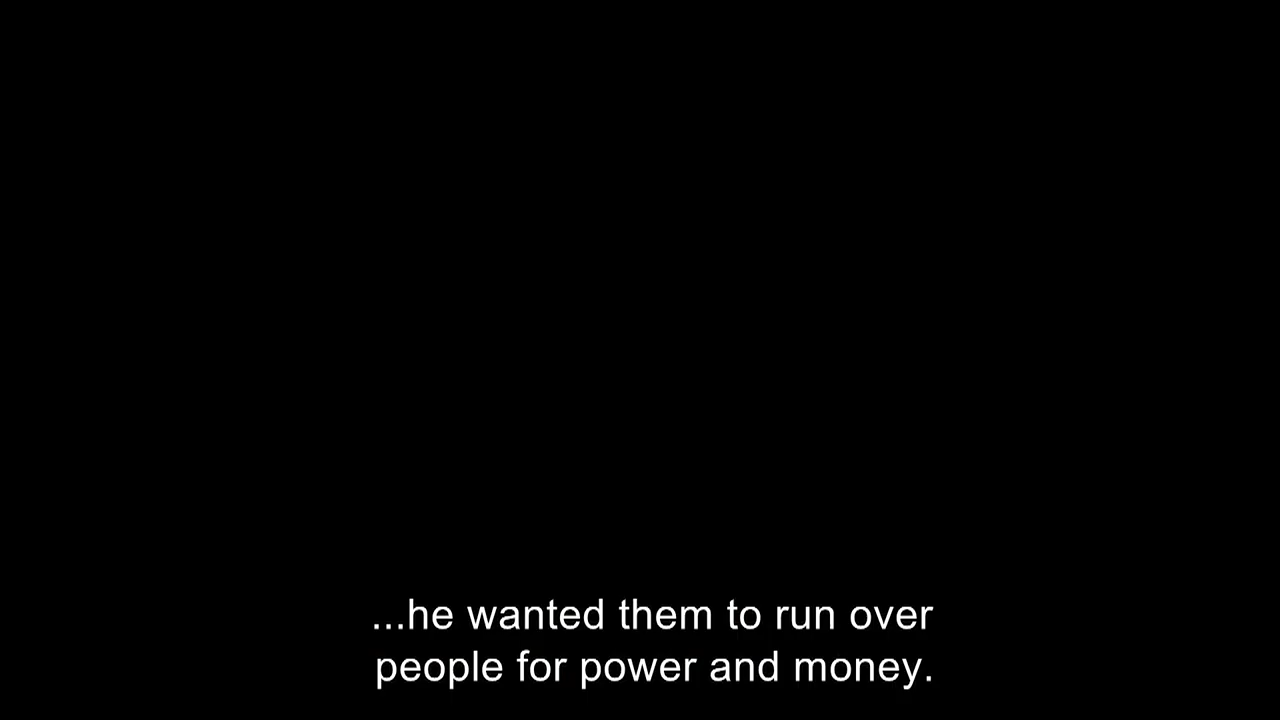 ...he wanted them to run over
people for power and money.